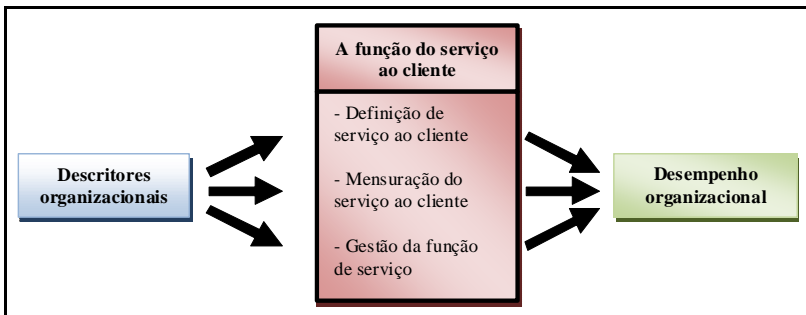 A função do serviço
ao cliente
- Definição de
serviço ao cliente
- Mensuração do
serviço ao cliente
- Gestão da função
de serviço
Descritores
organizacionais
Desempenho
organizacional